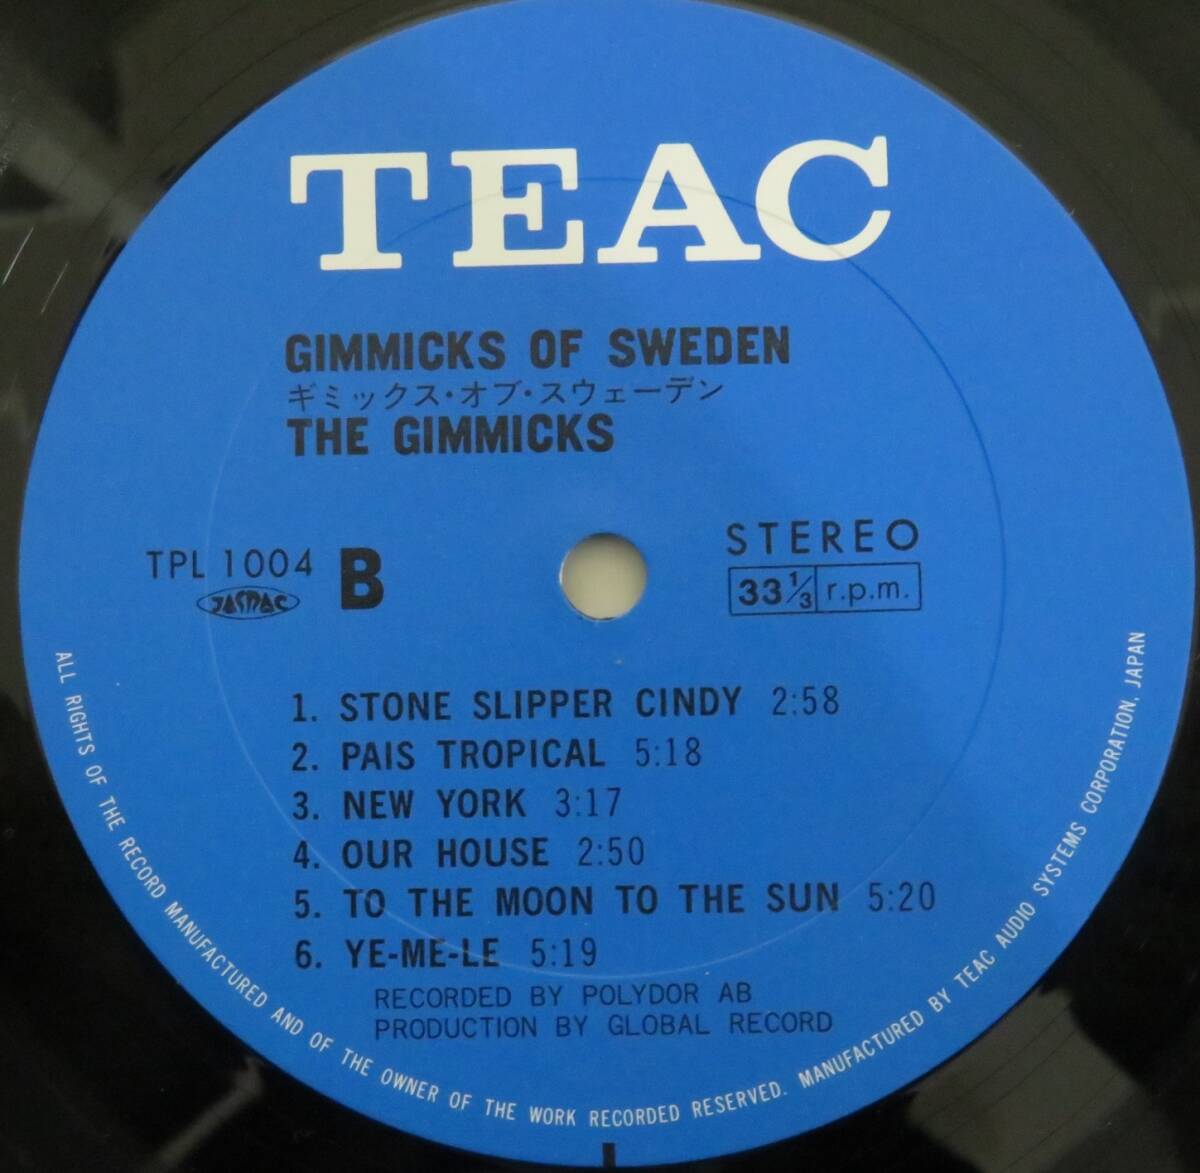 TEAC
GIMMICKS OF SWEDEN
ギミックス・オブ・スウェーデン
THE GIMMICKS
TPL 1004
JASRAC
B
STEREO
33 1/3 r.p.m.
1. STONE SLIPPER CINDY 2:58
2. PAIS TROPICAL 5:18
3. NEW YORK 3:17
4. OUR HOUSE 2:50
5. TO THE MOON TO THE SUN 5:20
6. YE-ME-LE 5:19
RECORDED BY POLYDOR AB
PRODUCTION BY GLOBAL RECORD
ALL RIGHTS OF THE RECORD MANUFACTURED AND OF THE OWNER OF THE WORK RECORDED RESERVED. MANUFACTURED BY TEAC AUDIO SYSTEMS CORPORATION, JAPAN